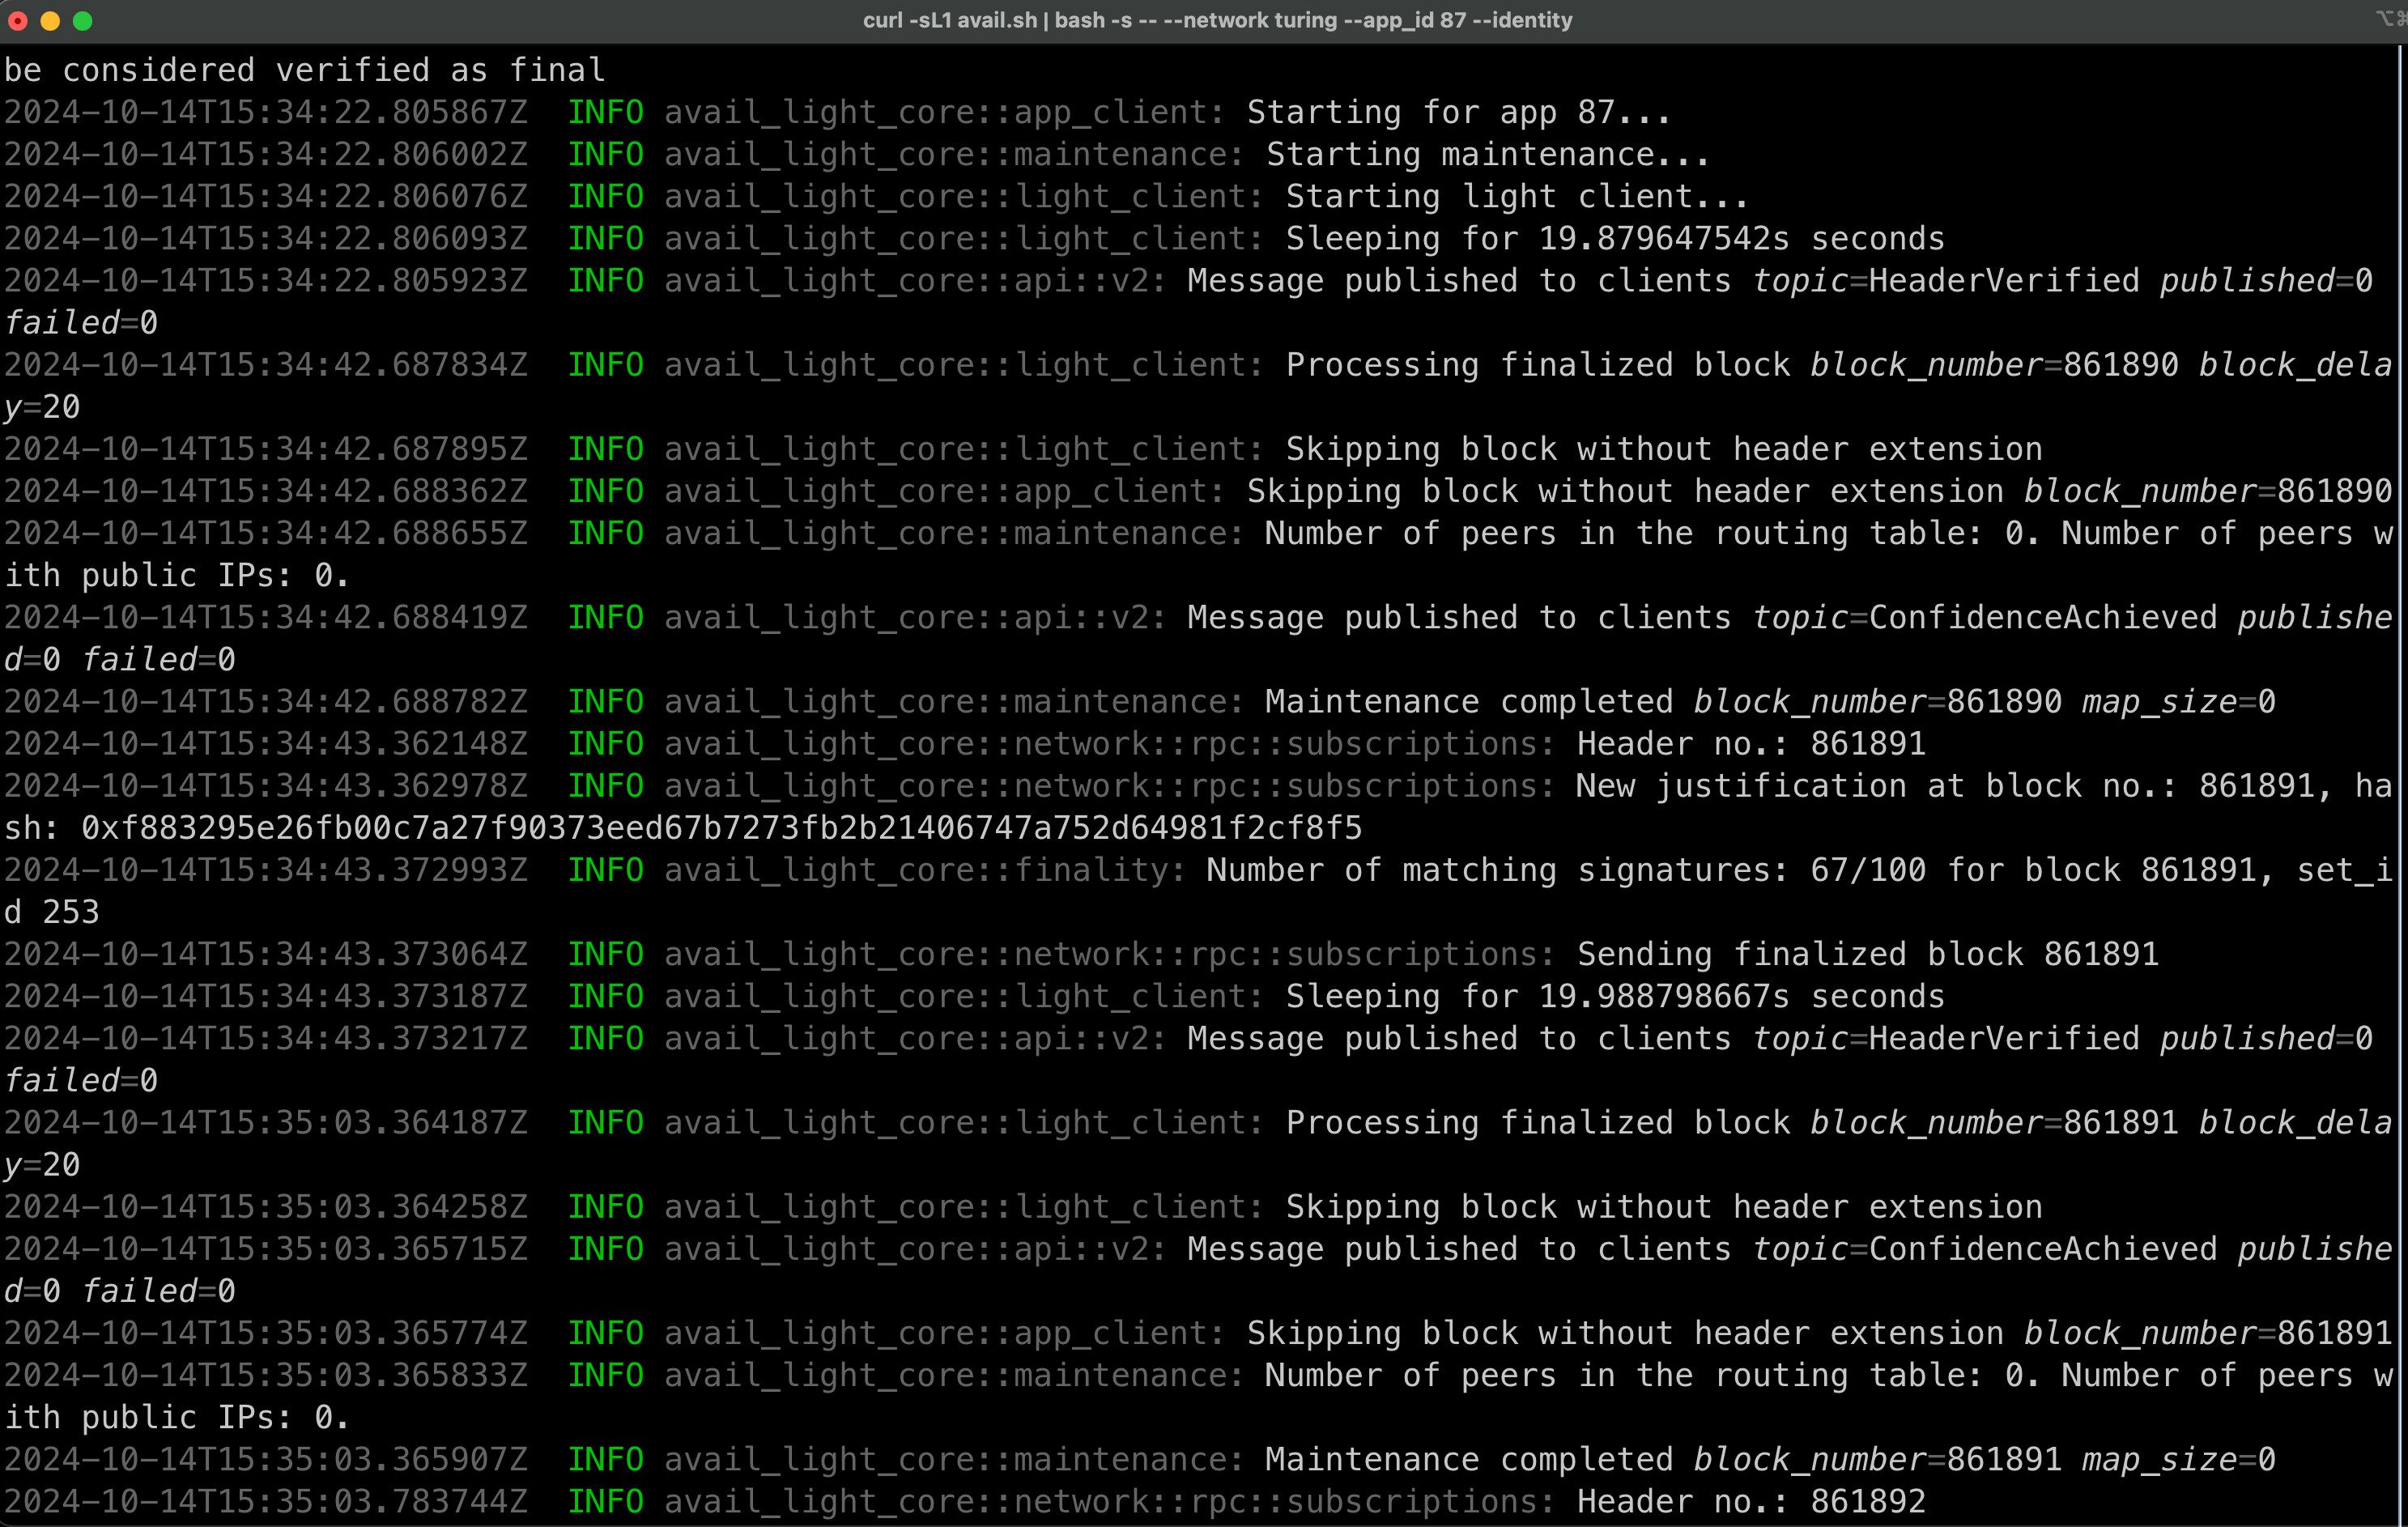 curl -sL1 avail.sh | bash -s -- --network turing --app_id 87 --identity
be considered verified as final
2024-10-14T15:34:22.805867Z  INFO avail_light_core::app_client: Starting for app 87...
2024-10-14T15:34:22.806002Z  INFO avail_light_core::maintenance: Starting maintenance...
2024-10-14T15:34:22.806076Z  INFO avail_light_core::light_client: Starting light client...
2024-10-14T15:34:22.806093Z  INFO avail_light_core::light_client: Sleeping for 19.879647542s seconds
2024-10-14T15:34:22.805923Z  INFO avail_light_core::api::v2: Message published to clients topic=HeaderVerified published=0
failed=0
2024-10-14T15:34:42.687834Z  INFO avail_light_core::light_client: Processing finalized block block_number=861890 block_dela
y=20
2024-10-14T15:34:42.687895Z  INFO avail_light_core::light_client: Skipping block without header extension
2024-10-14T15:34:42.688362Z  INFO avail_light_core::app_client: Skipping block without header extension block_number=861890
2024-10-14T15:34:42.688655Z  INFO avail_light_core::maintenance: Number of peers in the routing table: 0. Number of peers w
ith public IPs: 0.
2024-10-14T15:34:42.688419Z  INFO avail_light_core::api::v2: Message published to clients topic=ConfidenceAchieved publishe
d=0 failed=0
2024-10-14T15:34:42.688782Z  INFO avail_light_core::maintenance: Maintenance completed block_number=861890 map_size=0
2024-10-14T15:34:43.362148Z  INFO avail_light_core::network::rpc::subscriptions: Header no.: 861891
2024-10-14T15:34:43.362978Z  INFO avail_light_core::network::rpc::subscriptions: New justification at block no.: 861891, ha
sh: 0xf883295e26fb00c7a27f90373eed67b7273fb2b21406747a752d64981f2cf8f5
2024-10-14T15:34:43.372993Z  INFO avail_light_core::finality: Number of matching signatures: 67/100 for block 861891, set_i
d 253
2024-10-14T15:34:43.373064Z  INFO avail_light_core::network::rpc::subscriptions: Sending finalized block 861891
2024-10-14T15:34:43.373187Z  INFO avail_light_core::light_client: Sleeping for 19.988798667s seconds
2024-10-14T15:34:43.373217Z  INFO avail_light_core::api::v2: Message published to clients topic=HeaderVerified published=0
failed=0
2024-10-14T15:35:03.364187Z  INFO avail_light_core::light_client: Processing finalized block block_number=861891 block_dela
y=20
2024-10-14T15:35:03.364258Z  INFO avail_light_core::light_client: Skipping block without header extension
2024-10-14T15:35:03.365715Z  INFO avail_light_core::api::v2: Message published to clients topic=ConfidenceAchieved publishe
d=0 failed=0
2024-10-14T15:35:03.365774Z  INFO avail_light_core::app_client: Skipping block without header extension block_number=861891
2024-10-14T15:35:03.365833Z  INFO avail_light_core::maintenance: Number of peers in the routing table: 0. Number of peers w
ith public IPs: 0.
2024-10-14T15:35:03.365907Z  INFO avail_light_core::maintenance: Maintenance completed block_number=861891 map_size=0
2024-10-14T15:35:03.783744Z  INFO avail_light_core::network::rpc::subscriptions: Header no.: 861892